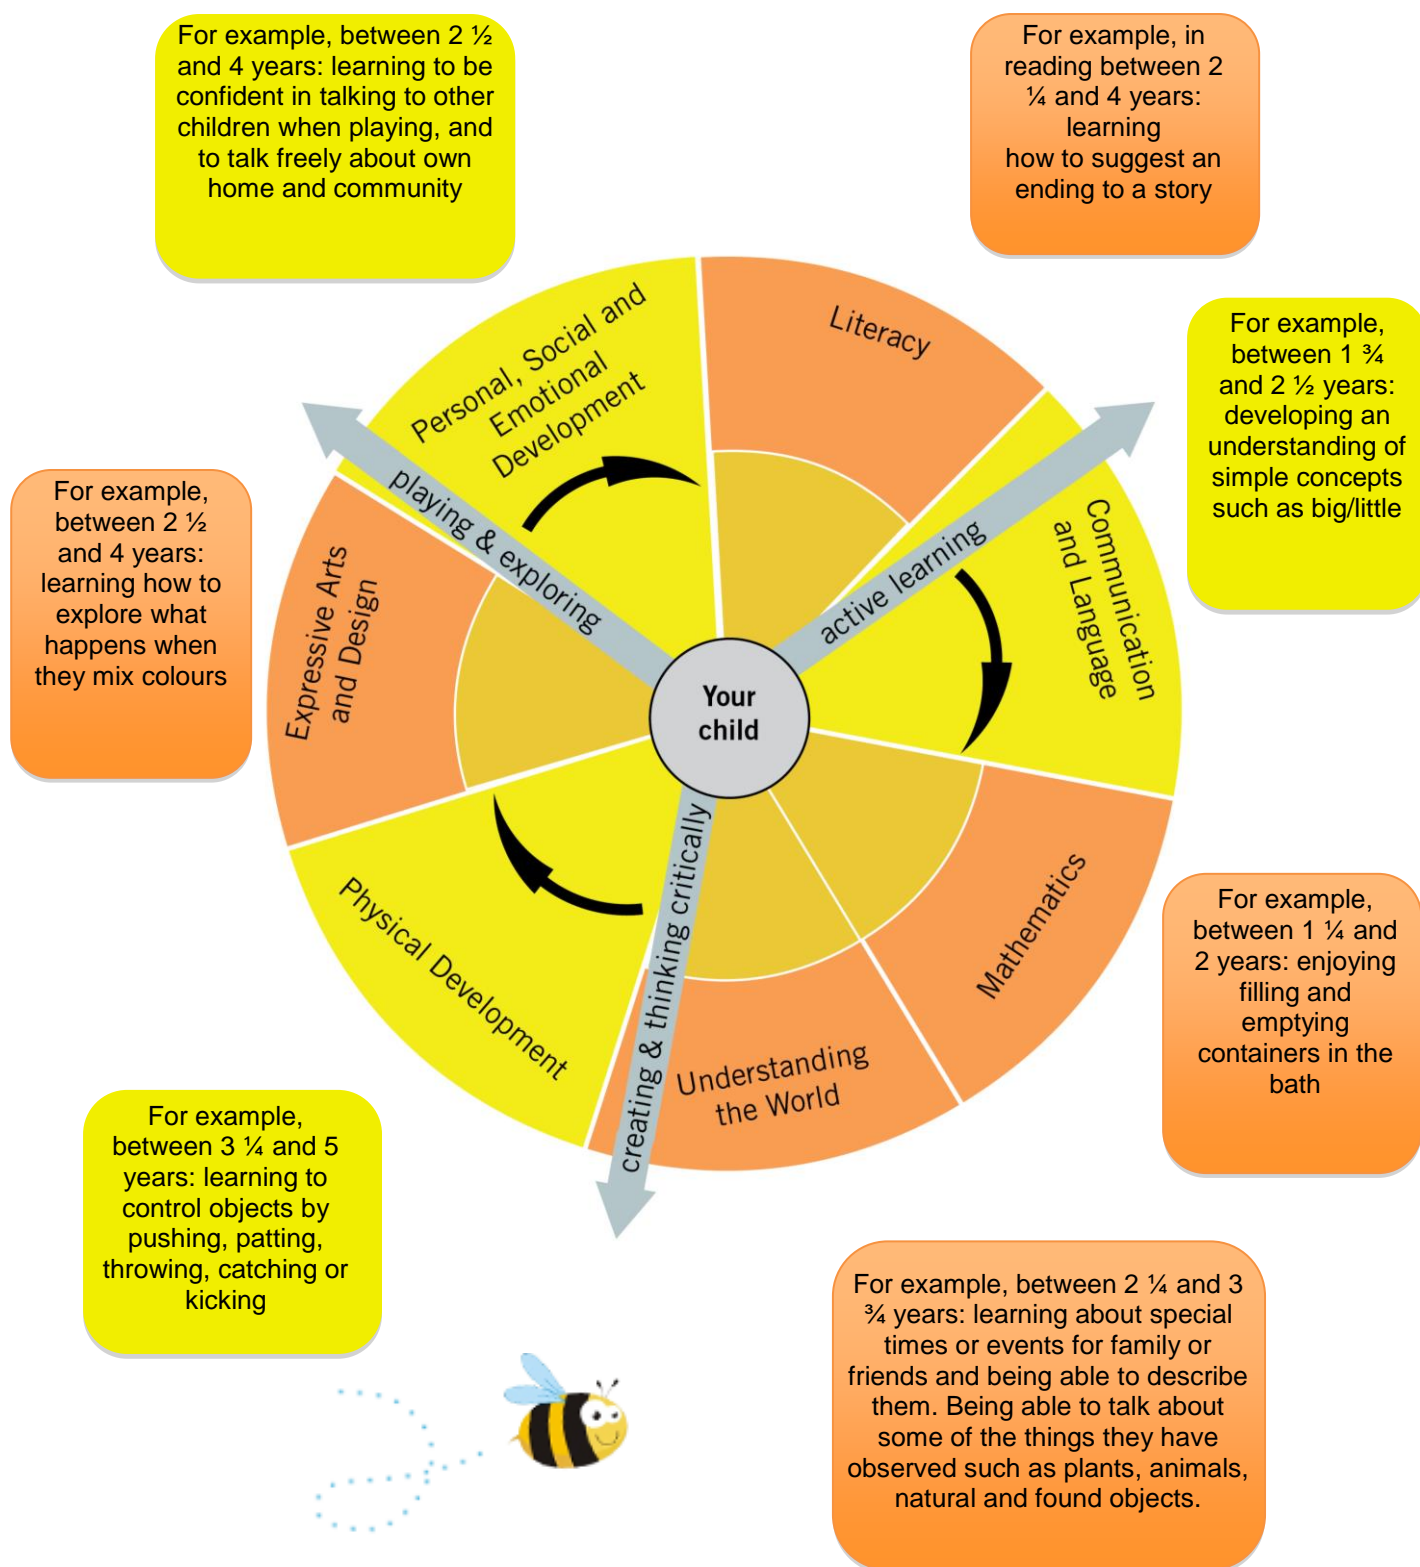 For example, between 2 ½
and 4 years: learning to be
confident in talking to other
children when playing, and
to talk freely about own
home and community
For example, in
reading between 2
¼ and 4 years:
learning
how to suggest an
ending to a story
For example,
between 1 ¾
and 2 ½ years:
developing an
understanding of
simple concepts
such as big/little
For example,
between 2 ½
and 4 years:
learning how to
explore what
happens when
they mix colours
Personal, Social and
Emotional
Development
Literacy
Communication
and Language
Expressive Arts
and Design
playing & exploring
active learning
Your
child
creating & thinking critically
Physical Development
Mathematics
Understanding
the World
For example,
between 1 ¼ and
2 years: enjoying
filling and
emptying
containers in the
bath
For example,
between 3 ¼ and 5
years: learning to
control objects by
pushing, patting,
throwing, catching or
kicking
For example, between 2 ¼ and 3
¾ years: learning about special
times or events for family or
friends and being able to describe
them. Being able to talk about
some of the things they have
observed such as plants, animals,
natural and found objects.